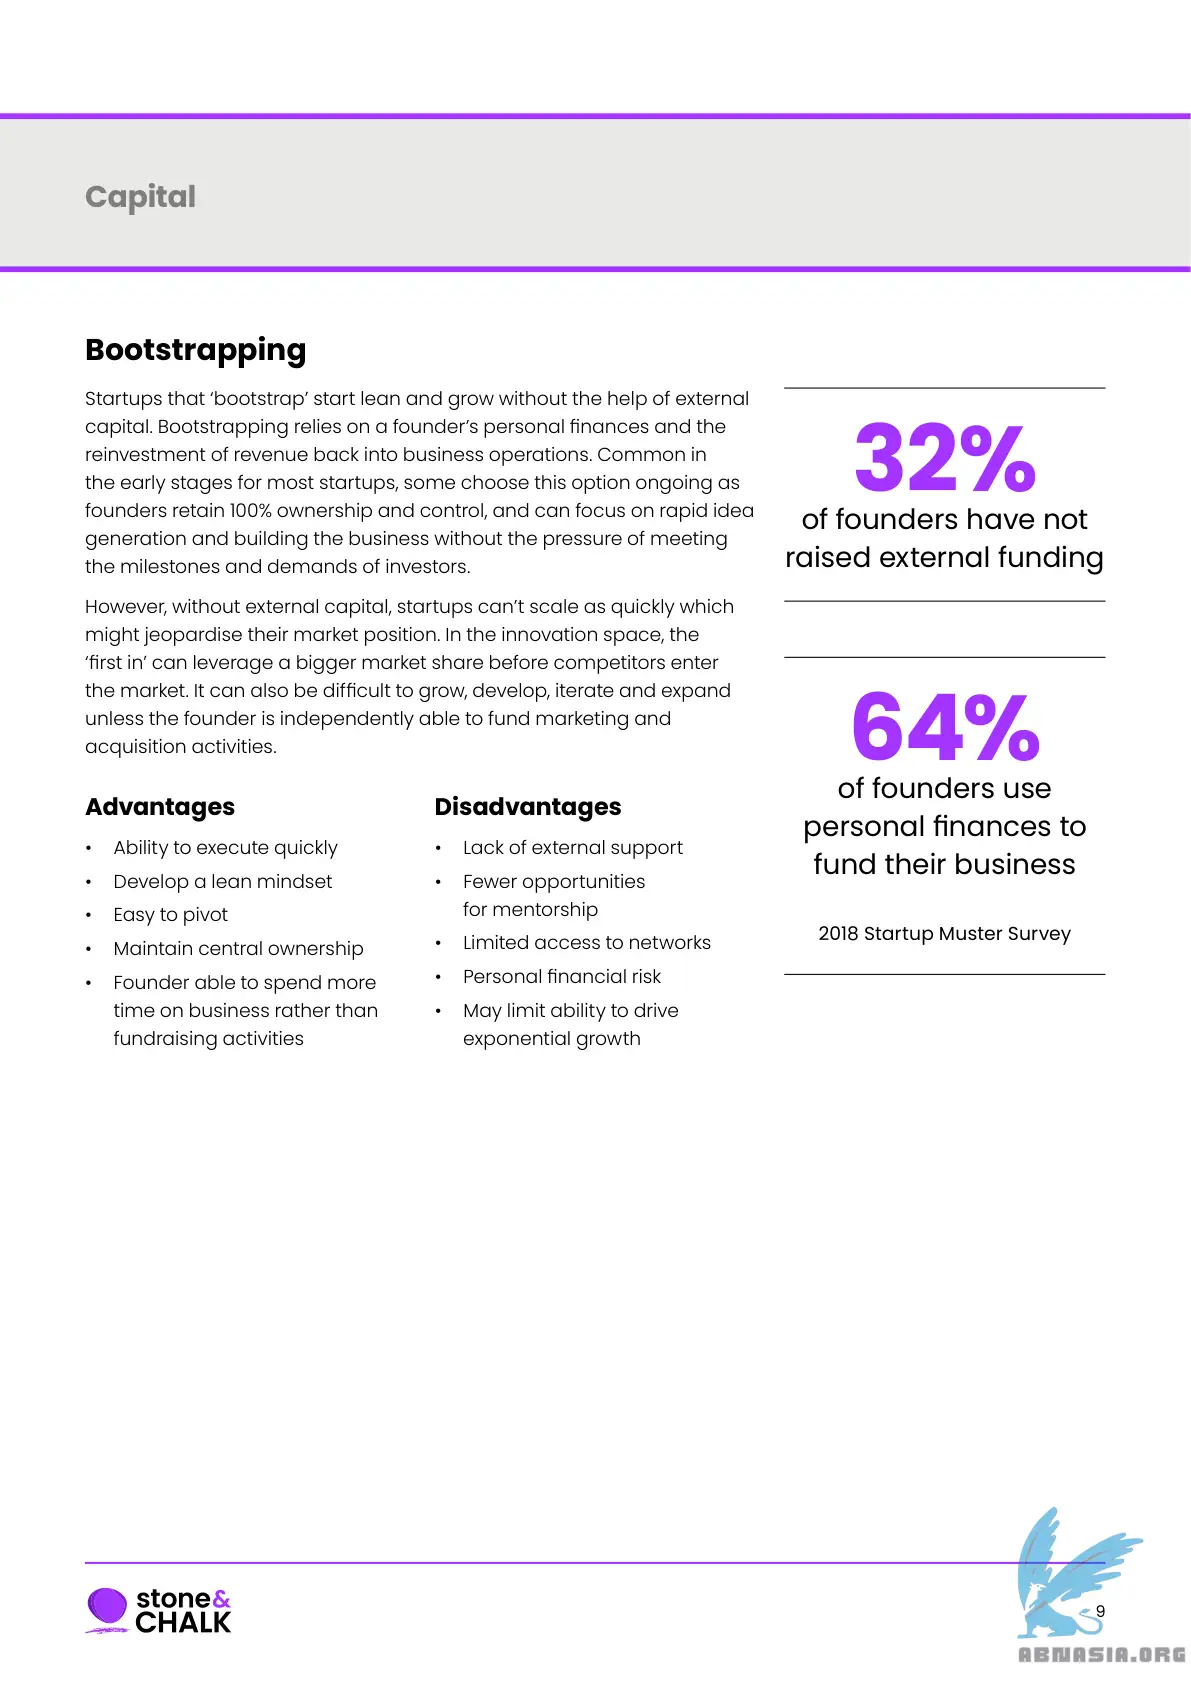 Capital
Bootstrapping
Startups that ‘bootstrap’ start lean and grow without the help of external
capital. Bootstrapping relies on a founder’s personal finances and the
reinvestment of revenue back into business operations. Common in
the early stages for most startups, some choose this option ongoing as
founders retain 100% ownership and control, and can focus on rapid idea
generation and building the business without the pressure of meeting
the milestones and demands of investors.
However, without external capital, startups can’t scale as quickly which
might jeopardise their market position. In the innovation space, the
‘first in’ can leverage a bigger market share before competitors enter
the market. It can also be difficult to grow, develop, iterate and expand
unless the founder is independently able to fund marketing and
acquisition activities.
Advantages
• Ability to execute quickly
• Develop a lean mindset
• Easy to pivot
• Maintain central ownership
• Founder able to spend more
time on business rather than
fundraising activities
Disadvantages
• Lack of external support
• Fewer opportunities
for mentorship
• Limited access to networks
• Personal financial risk
• May limit ability to drive
exponential growth
32%
of founders have not
raised external funding
64%
of founders use
personal finances to
fund their business
2018 Startup Muster Survey
stone&
CHALK
9
ABNASIA.ORG